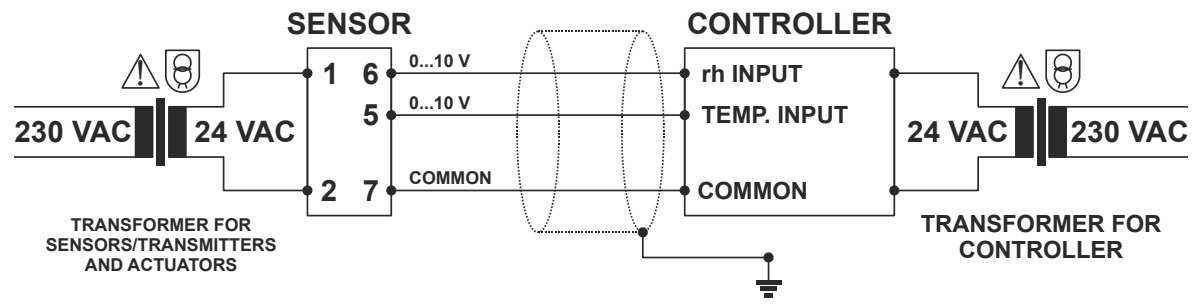 SENSOR
CONTROLLER
1
6
0...10 V
rh INPUT
5
0...10 V
TEMP. INPUT
230 VAC
24 VAC
24 VAC
230 VAC
2
7
COMMON
COMMON
TRANSFORMER FOR
SENSORS/TRANSMITTERS
AND ACTUATORS
TRANSFORMER FOR
CONTROLLER